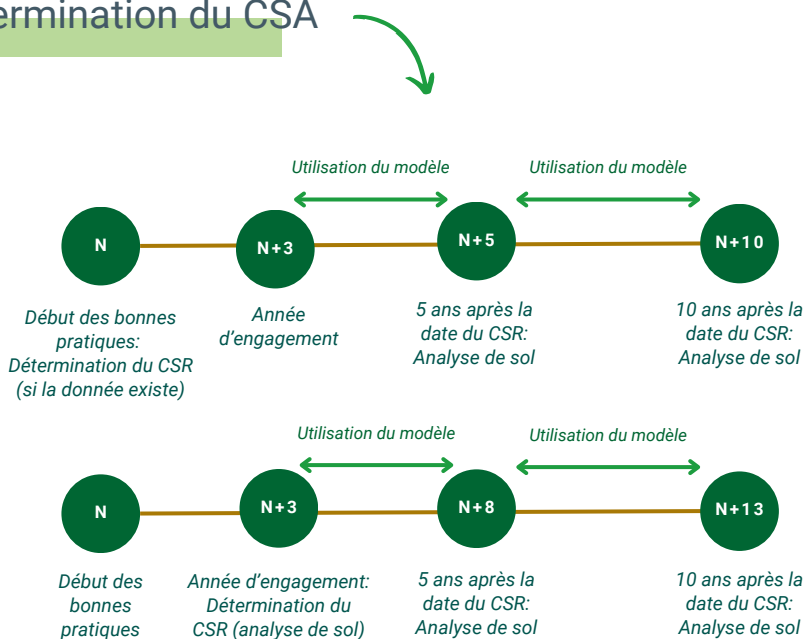 ermination du CSA
Utilisation du modèle
Utilisation du modèle
N
N+3
N+5
N+10
Début des bonnes
pratiques:
Détermination du CSR
(si la donnée existe)
Année
d'engagement
5 ans après la
date du CSR:
Analyse de sol
10 ans après la
date du CSR:
Analyse de sol
Utilisation du modèle
Utilisation du modèle
N
N+3
N+8
N+13
Début des
bonnes
pratiques
Année d'engagement:
Détermination du
CSR (analyse de sol)
5 ans après la
date du CSR:
Analyse de sol
10 ans après la
date du CSR:
Analyse de sol